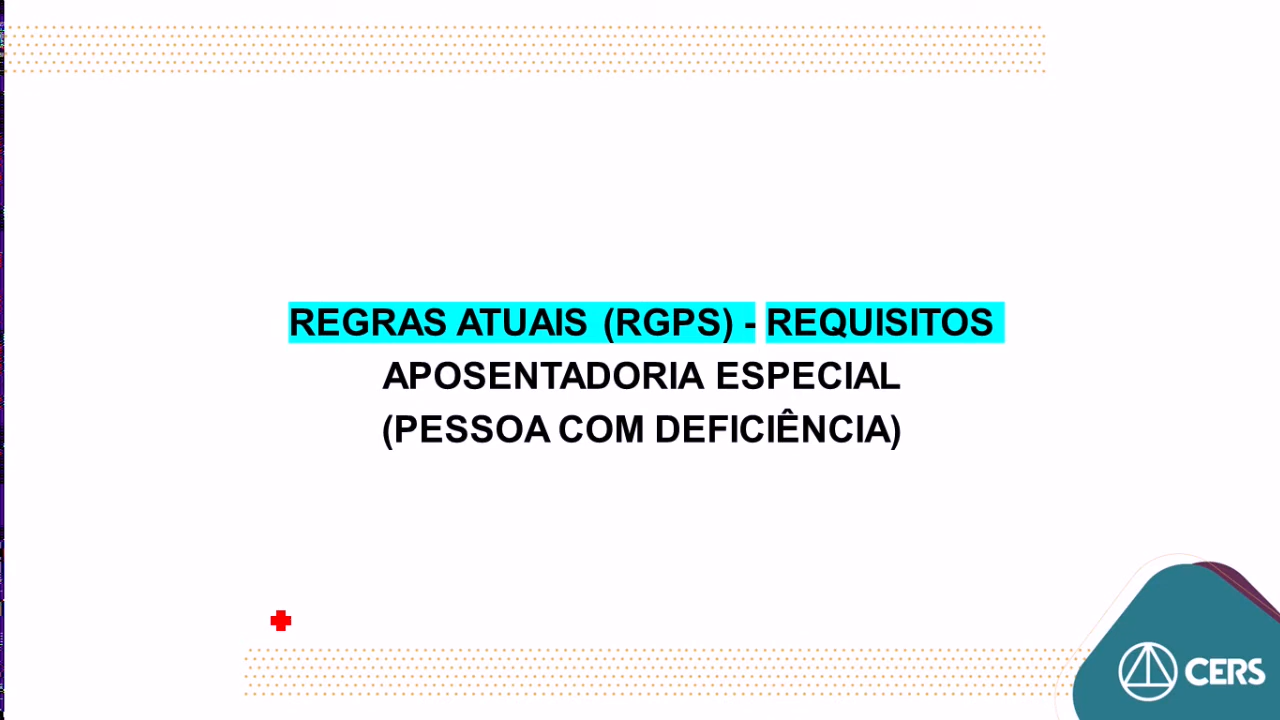 REGRAS ATUAIS (RGPS) - REQUISITOS
APOSENTADORIA ESPECIAL
(PESSOA COM DEFICIÊNCIA)
CERS